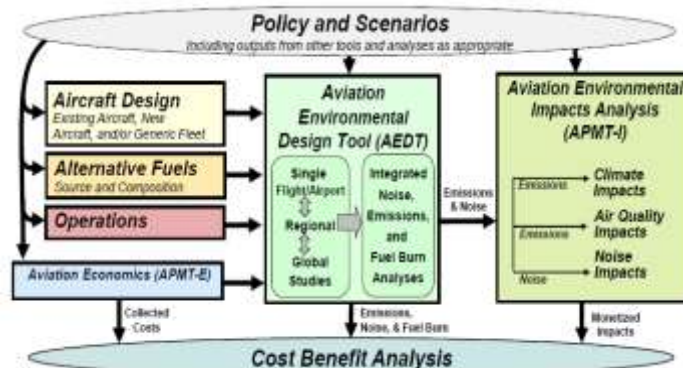 Policy and Scenarios
Including outputs from other tools and analyses as appropriate
Aircraft Design
Existing Aircraft, New
Aircraft, and/or Generic Fleet
Alternative Fuels
Source and Composition
Operations
Aviation Economics (APMT-E)
Aviation
Environmental
Design Tool (AEDT)
Single
Flight/Airport
Regional
Global
Studies
Integrated
Noise,
Emissions,
and
Fuel Burn
Analyses
Emissions
& Noise
Aviation Environmental
Impacts Analysis
(APMT-I)
Emissions
Climate
Impacts
Emissions
Air Quality
Impacts
Noise
Noise
Impacts
Collected
Costs
Emissions,
Noise, & Fuel Burn
Monetized
Impacts
Cost Benefit Analysis